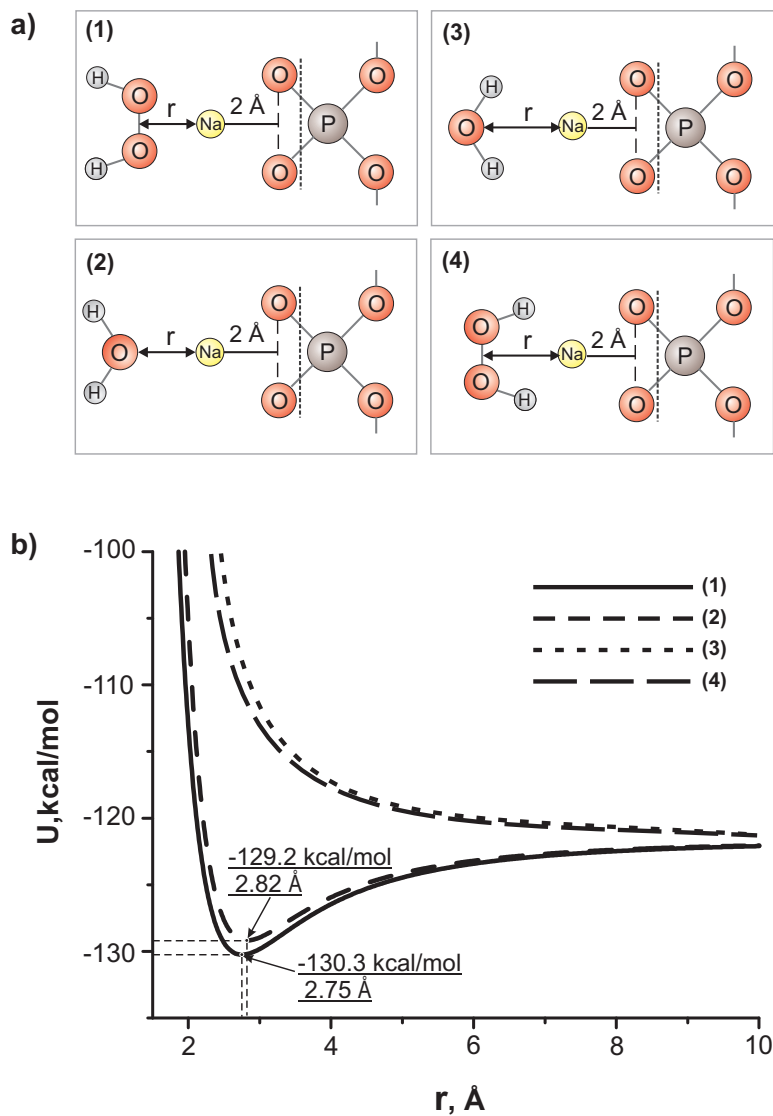 a)
(1)
H O r Na 2 Å O O P O O
H O
(3)
H O r Na 2 Å O O P O O
H
(2)
H O r Na 2 Å O O P O O
H
(4)
O H r Na 2 Å O O P O O
O H
b)
-100
-110
-120
-130
U,kcal/mol
(1)
(2)
(3)
(4)
-129.2 kcal/mol
2.82 Å
-130.3 kcal/mol
2.75 Å
2 4 6 8 10
r, Å